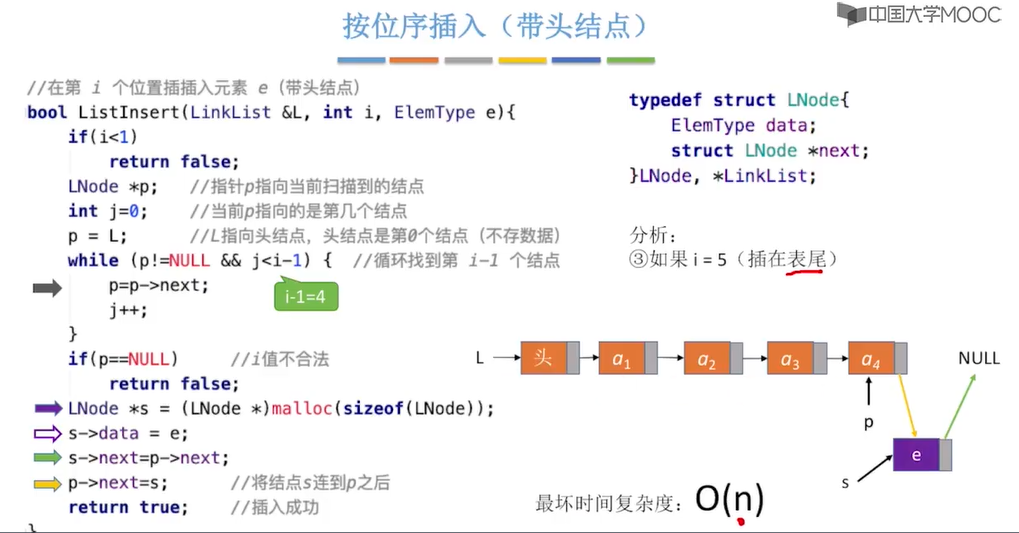 中国大学MOOC
按位序插入（带头结点）
//在第 i 个位置插插入元素 e（带头结点）
bool ListInsert(LinkList &L, int i, ElemType e){
if(i<1)
return false;
LNode *p; //指针p指向当前扫描到的结点
int j=0; //当前p指向的是第几个结点
p = L; //L指向头结点，头结点是第0个结点（不存数据）
while (p!=NULL && j<i-1) { //循环找到第 i-1 个结点
p=p->next;
j++;
}
if(p==NULL) //i值不合法
return false;
LNode *s = (LNode *)malloc(sizeof(LNode));
s->data = e;
s->next=p->next;
p->next=s; //将结点s连到p之后
return true; //插入成功
}
i-1=4
typedef struct LNode{
ElemType data;
struct LNode *next;
}LNode, *LinkList;
分析：
③如果 i = 5（插在表尾）
L 头 a1 a2 a3 a4 NULL
p
e
s
最坏时间复杂度：O(n)